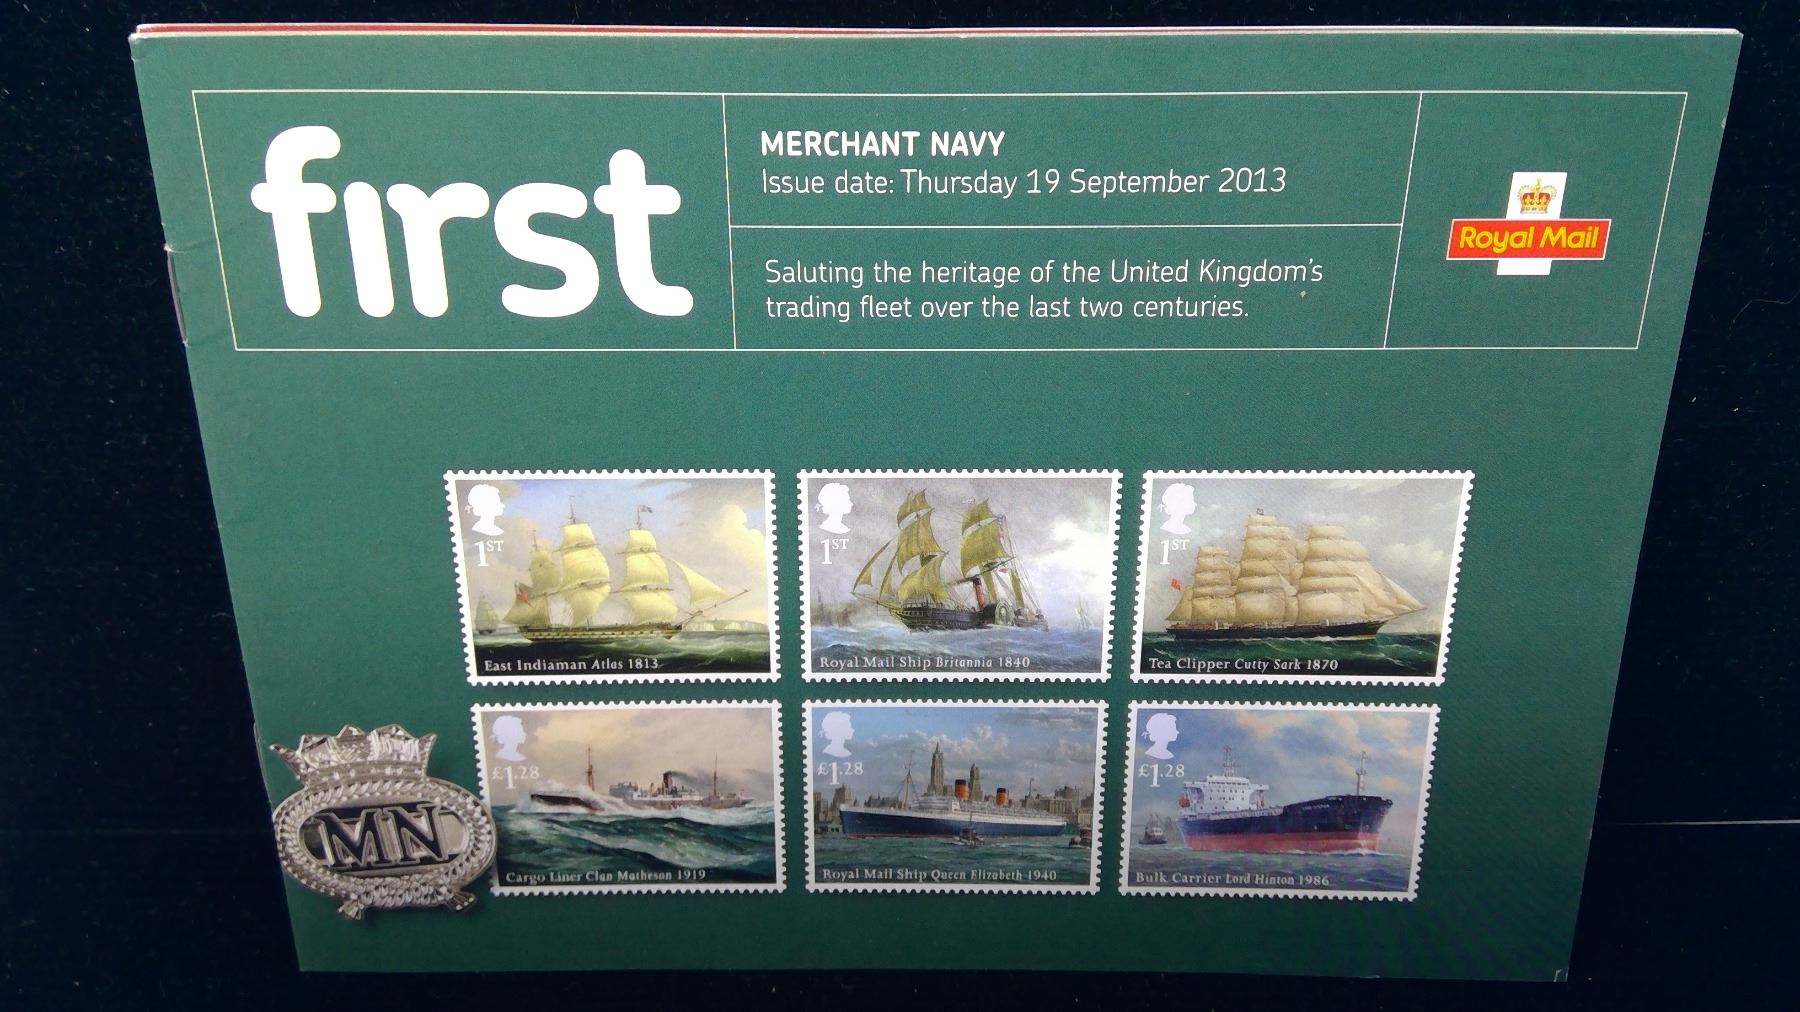 first
MERCHANT NAVY
Issue date: Thursday 19 September 2013
Saluting the heritage of the United Kingdom's
trading fleet over the last two centuries.
Royal Mail
1ST
East Indiaman Atlas 1813
1ST
Royal Mail Ship Britannia 1840
1ST
Tea Clipper Cutty Sark 1870
MN
£1.28
Cargo Liner Clan Matheson 1919
£1.28
Royal Mail Ship Queen Elizabeth 1940
£1.28
Bulk Carrier Lord Hinton 1986